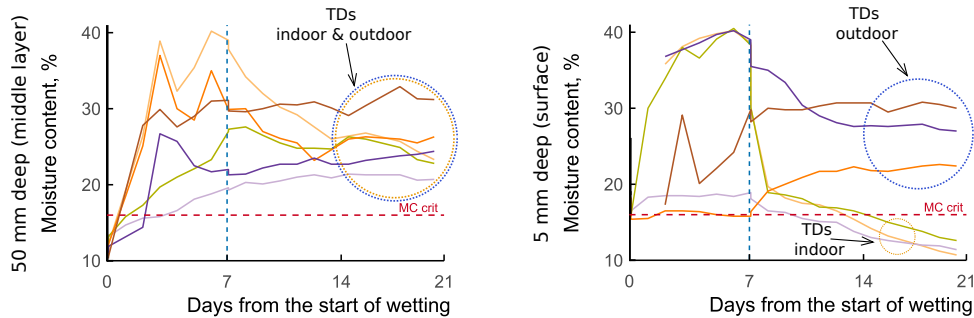 50 mm deep (middle layer)
Moisture content, %
40
30
20
10
TDs
indoor & outdoor
MC crit
0
7
14
21
Days from the start of wetting
5 mm deep (surface)
Moisture content, %
40
30
20
10
TDs
outdoor
MC crit
TDs
indoor
0
7
14
21
Days from the start of wetting